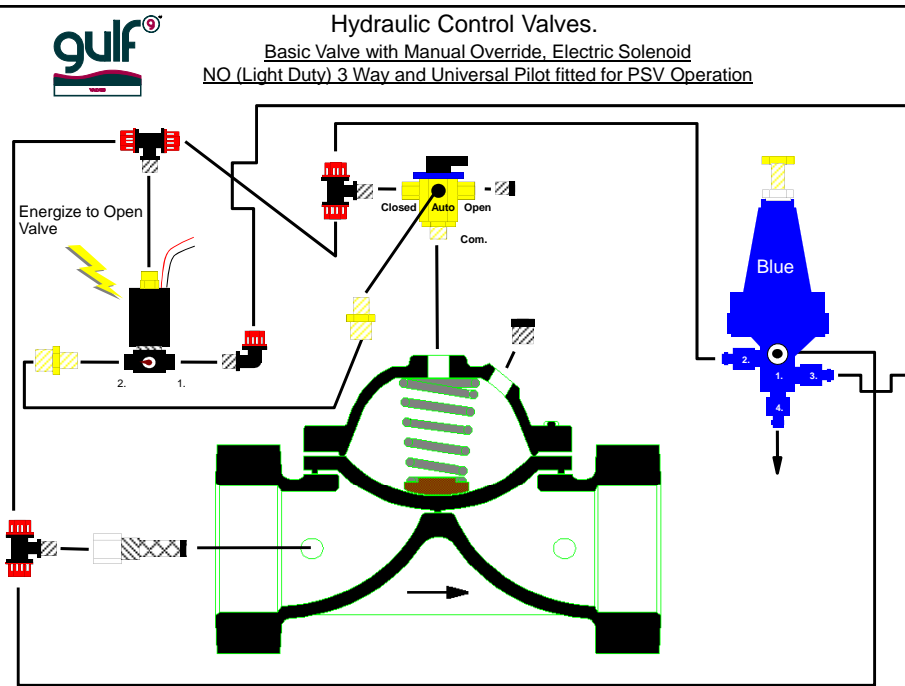 gulf
9
VALVES
Hydraulic Control Valves.
Basic Valve with Manual Override, Electric Solenoid
NO (Light Duty) 3 Way and Universal Pilot fitted for PSV Operation
Energize to Open
Valve
Closed Auto Open
Com.
Blue
2. 1.
2. 1. 3.
4.